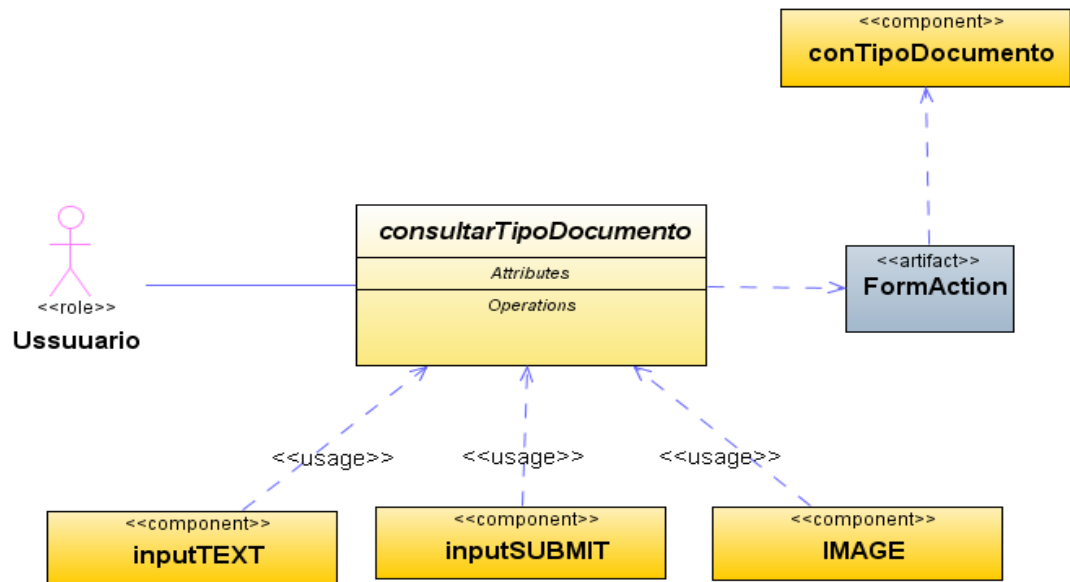 <<component>>
conTipoDocumento
consultarTipoDocumento
Attributes
Operations
<<artifact>>
FormAction
<<role>>
Ussuuario
<<usage>>
<<usage>>
<<usage>>
<<component>>
inputTEXT
<<component>>
inputSUBMIT
<<component>>
IMAGE